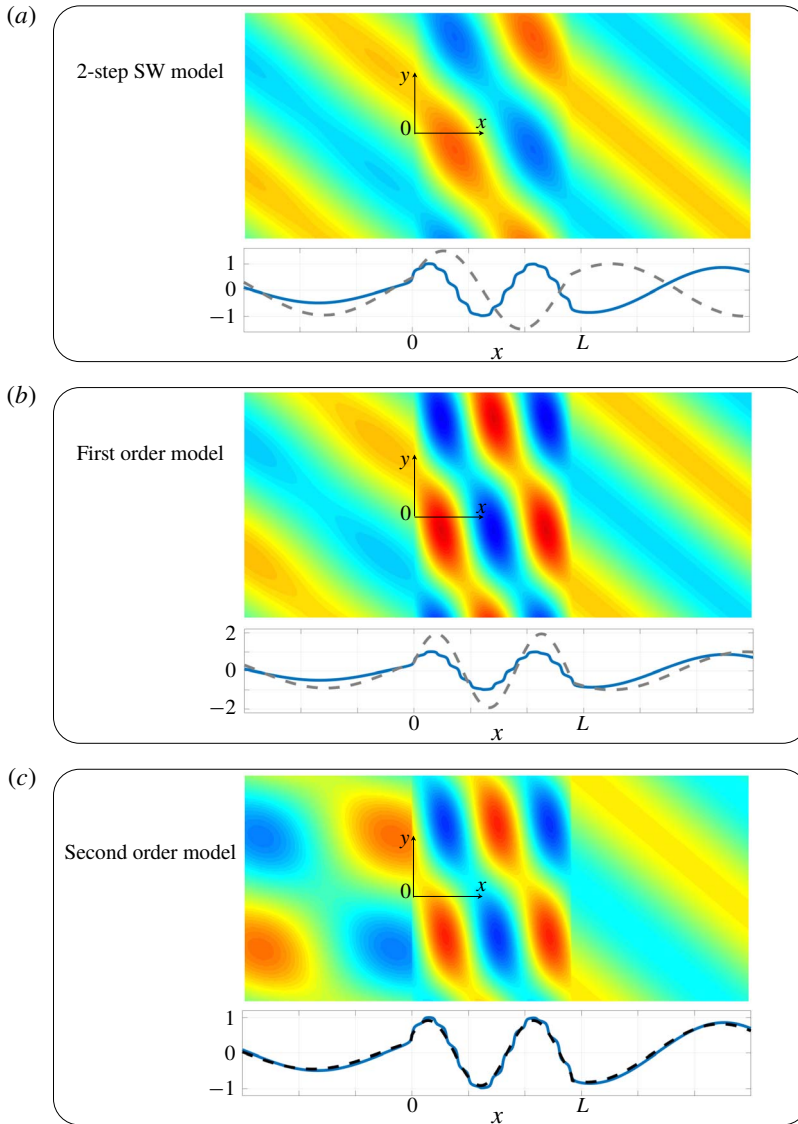 (a)
2-step SW model
y
x
0
1
0
−1
0
x
L
(b)
First order model
y
x
0
2
0
−2
0
x
L
(c)
Second order model
y
x
0
1
0
−1
0
x
L